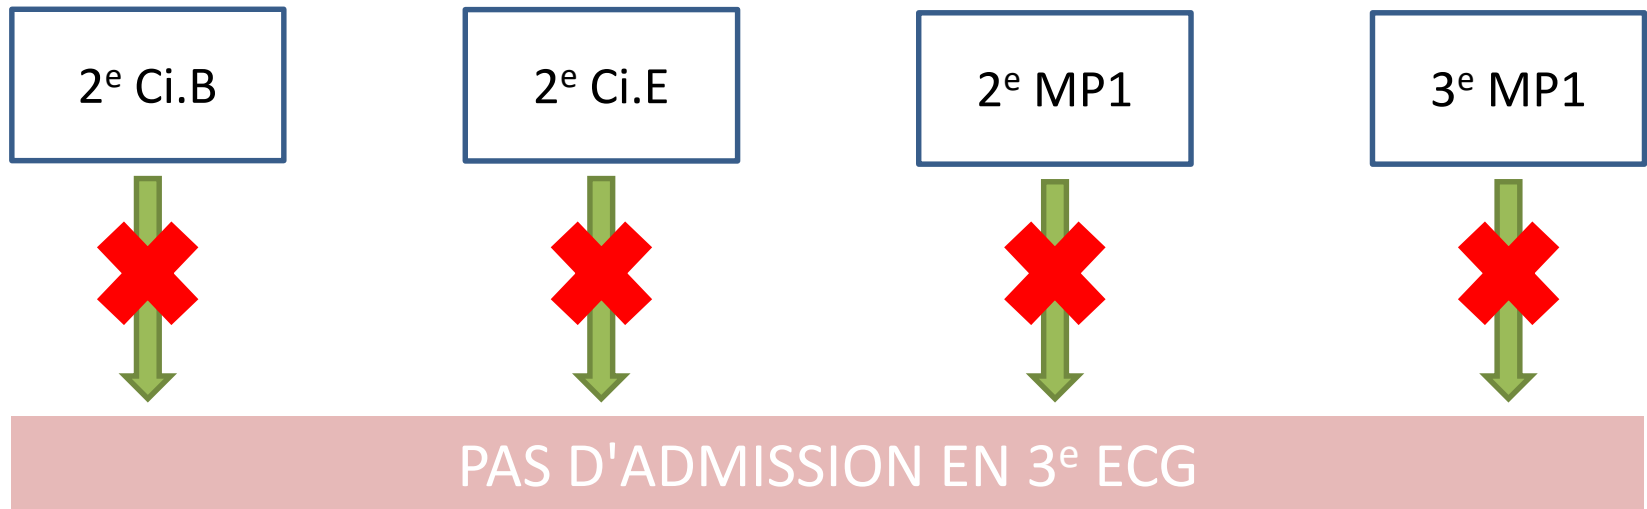 2ᵉ Ci.B
2ᵉ Ci.E
2ᵉ MP1
3ᵉ MP1
PAS D'ADMISSION EN 3ᵉ ECG